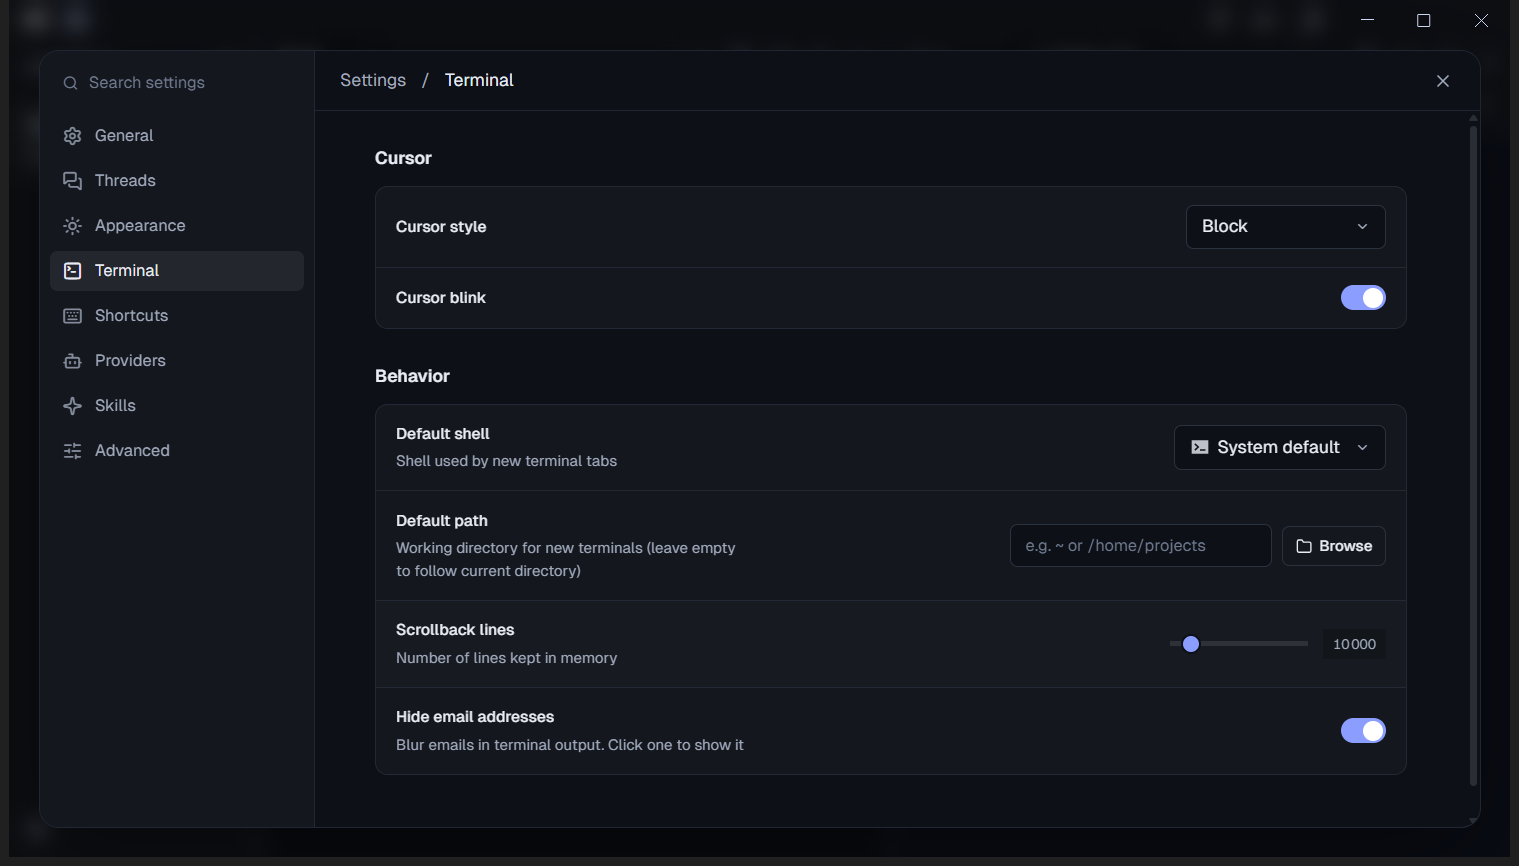 Search settings
General
Threads
Appearance
Terminal
Shortcuts
Providers
Skills
Advanced
Settings / Terminal
Cursor
Cursor style
Block
Cursor blink
Behavior
Default shell
Shell used by new terminal tabs
System default
Default path
Working directory for new terminals (leave empty
to follow current directory)
e.g. ~ or /home/projects
Browse
Scrollback lines
Number of lines kept in memory
10 000
Hide email addresses
Blur emails in terminal output. Click one to show it